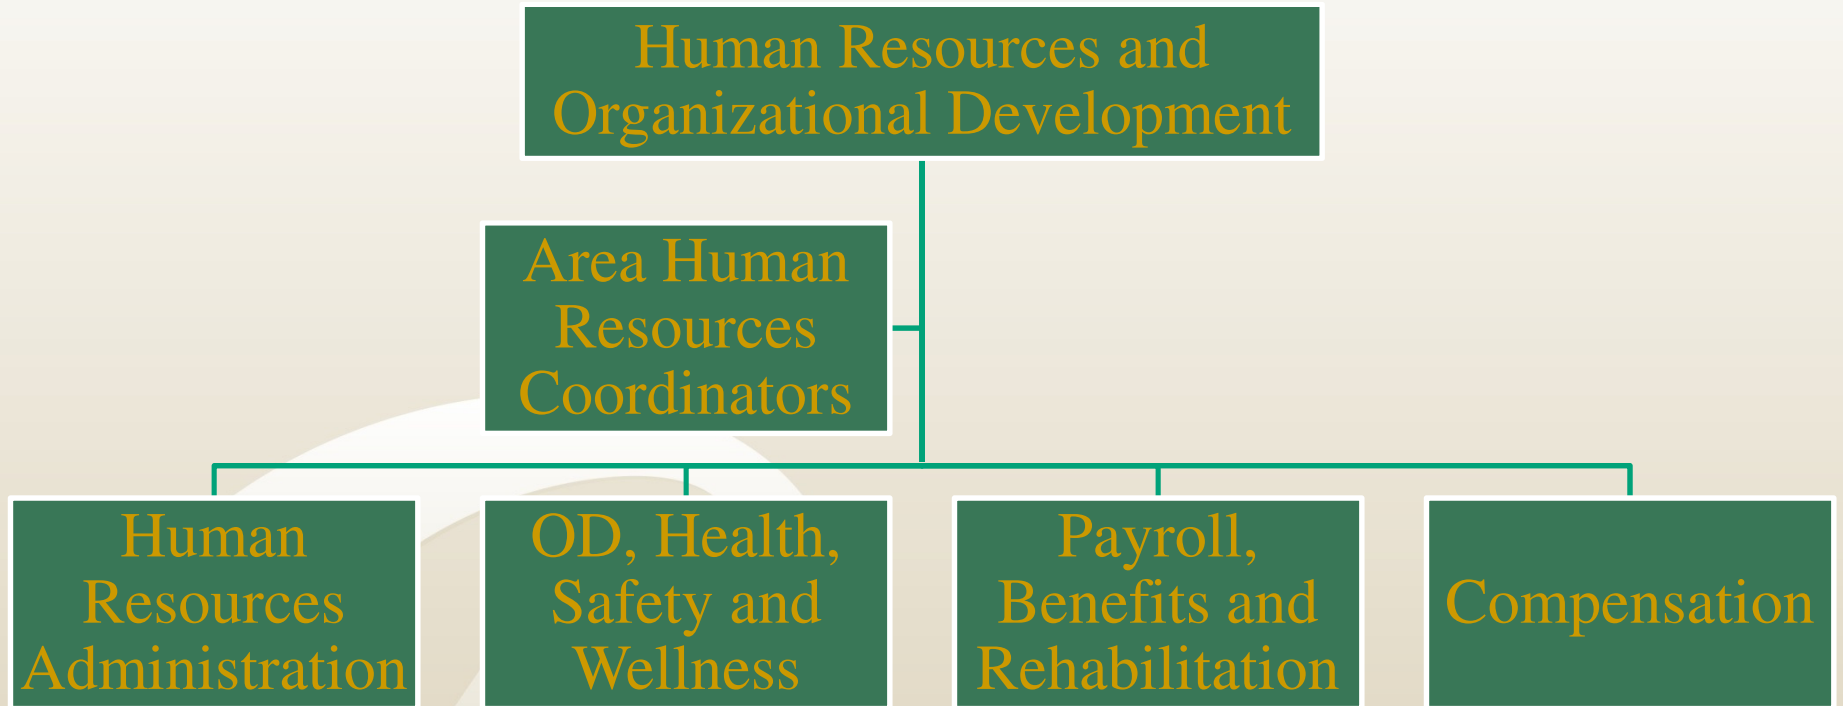 Human Resources and
Organizational Development
Area Human
Resources
Coordinators
Human
Resources
Administration
OD, Health,
Safety and
Wellness
Payroll,
Benefits and
Rehabilitation
Compensation